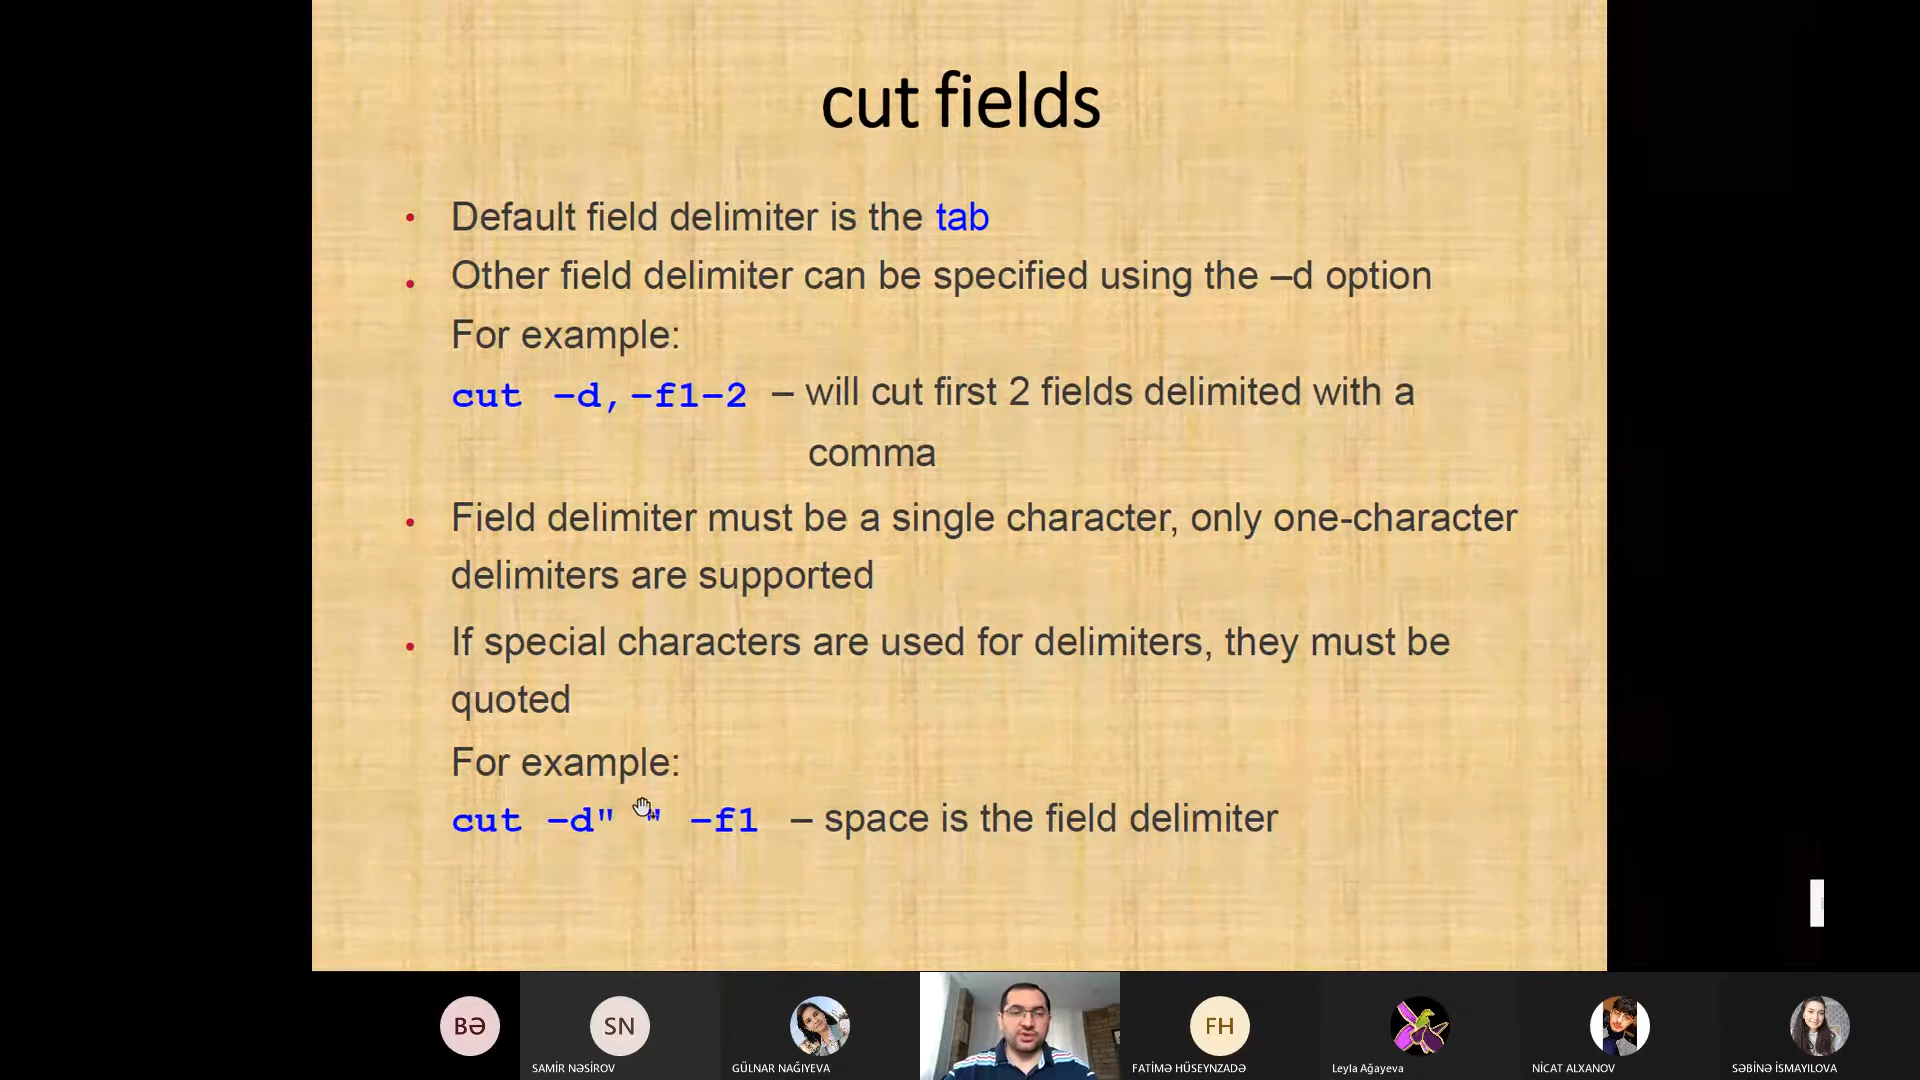 cut fields
• Default field delimiter is the tab
• Other field delimiter can be specified using the –d option
For example:
cut –d,–f1–2 – will cut first 2 fields delimited with a
comma
• Field delimiter must be a single character, only one-character
delimiters are supported
• If special characters are used for delimiters, they must be
quoted
For example:
cut –d" " –f1 – space is the field delimiter
BƏ
SN
FH
SAMİR NƏSİROV
GÜLNAR NAĞIYEVA
FATİMƏ HÜSEYNZADƏ
Leyla Ağayeva
NİCAT ALXANOV
SƏBİNƏ İSMAYILOVA